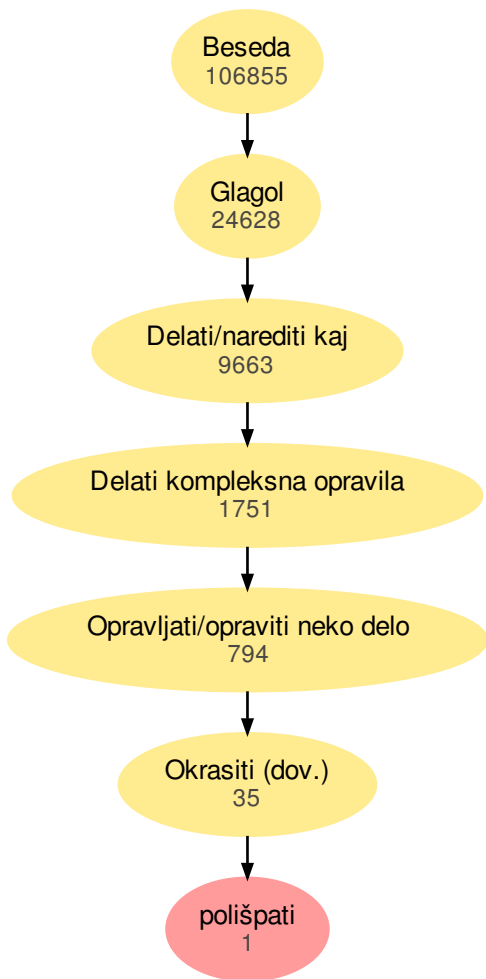 Beseda
106855
Glagol
24628
Delati/narediti kaj
9663
Delati kompleksna opravila
1751
Opravljati/opraviti neko delo
794
Okrasiti (dov.)
35
polišpati
1